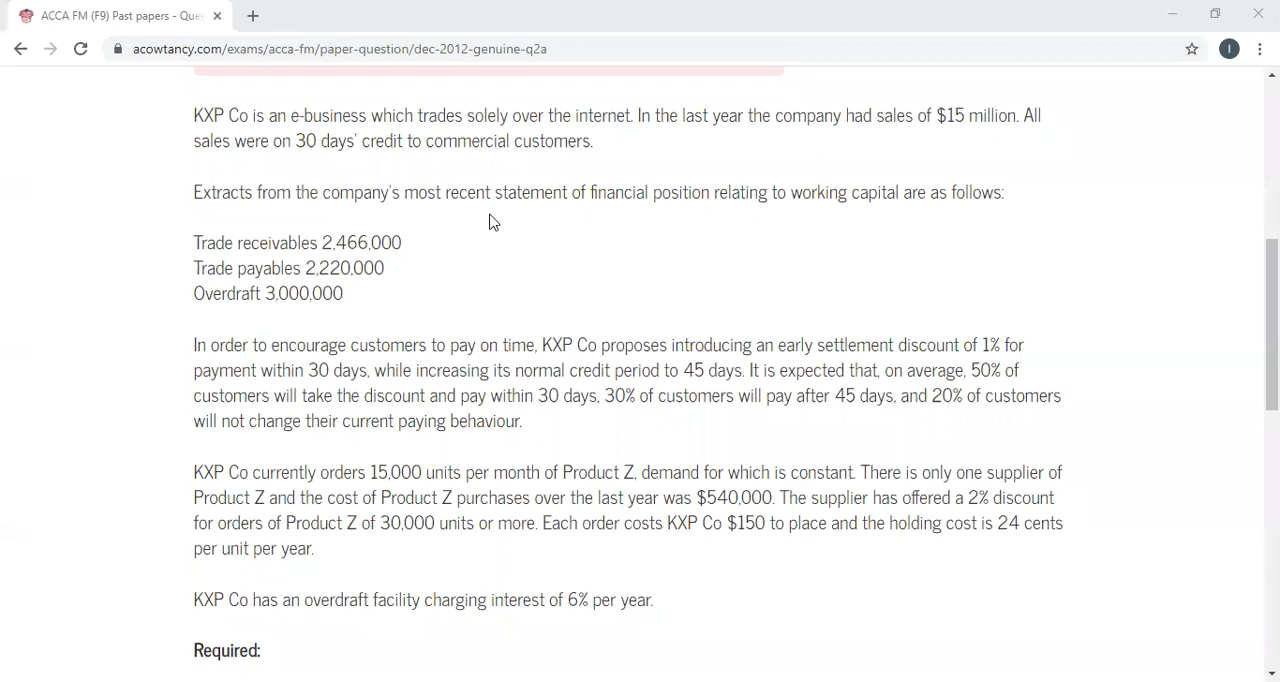 ACCA FM (F9) Past papers - Que
acowtancy.com/exams/acca-fm/paper-question/dec-2012-genuine-q2a
I
KXP Co is an e-business which trades solely over the internet. In the last year the company had sales of $15 million. All
sales were on 30 days' credit to commercial customers.
Extracts from the company's most recent statement of financial position relating to working capital are as follows:
Trade receivables 2,466,000
Trade payables 2,220,000
Overdraft 3,000,000
In order to encourage customers to pay on time, KXP Co proposes introducing an early settlement discount of 1% for
payment within 30 days, while increasing its normal credit period to 45 days. It is expected that, on average, 50% of
customers will take the discount and pay within 30 days, 30% of customers will pay after 45 days, and 20% of customers
will not change their current paying behaviour.
KXP Co currently orders 15,000 units per month of Product Z, demand for which is constant. There is only one supplier of
Product Z and the cost of Product Z purchases over the last year was $540,000. The supplier has offered a 2% discount
for orders of Product Z of 30,000 units or more. Each order costs KXP Co $150 to place and the holding cost is 24 cents
per unit per year.
KXP Co has an overdraft facility charging interest of 6% per year.
Required: